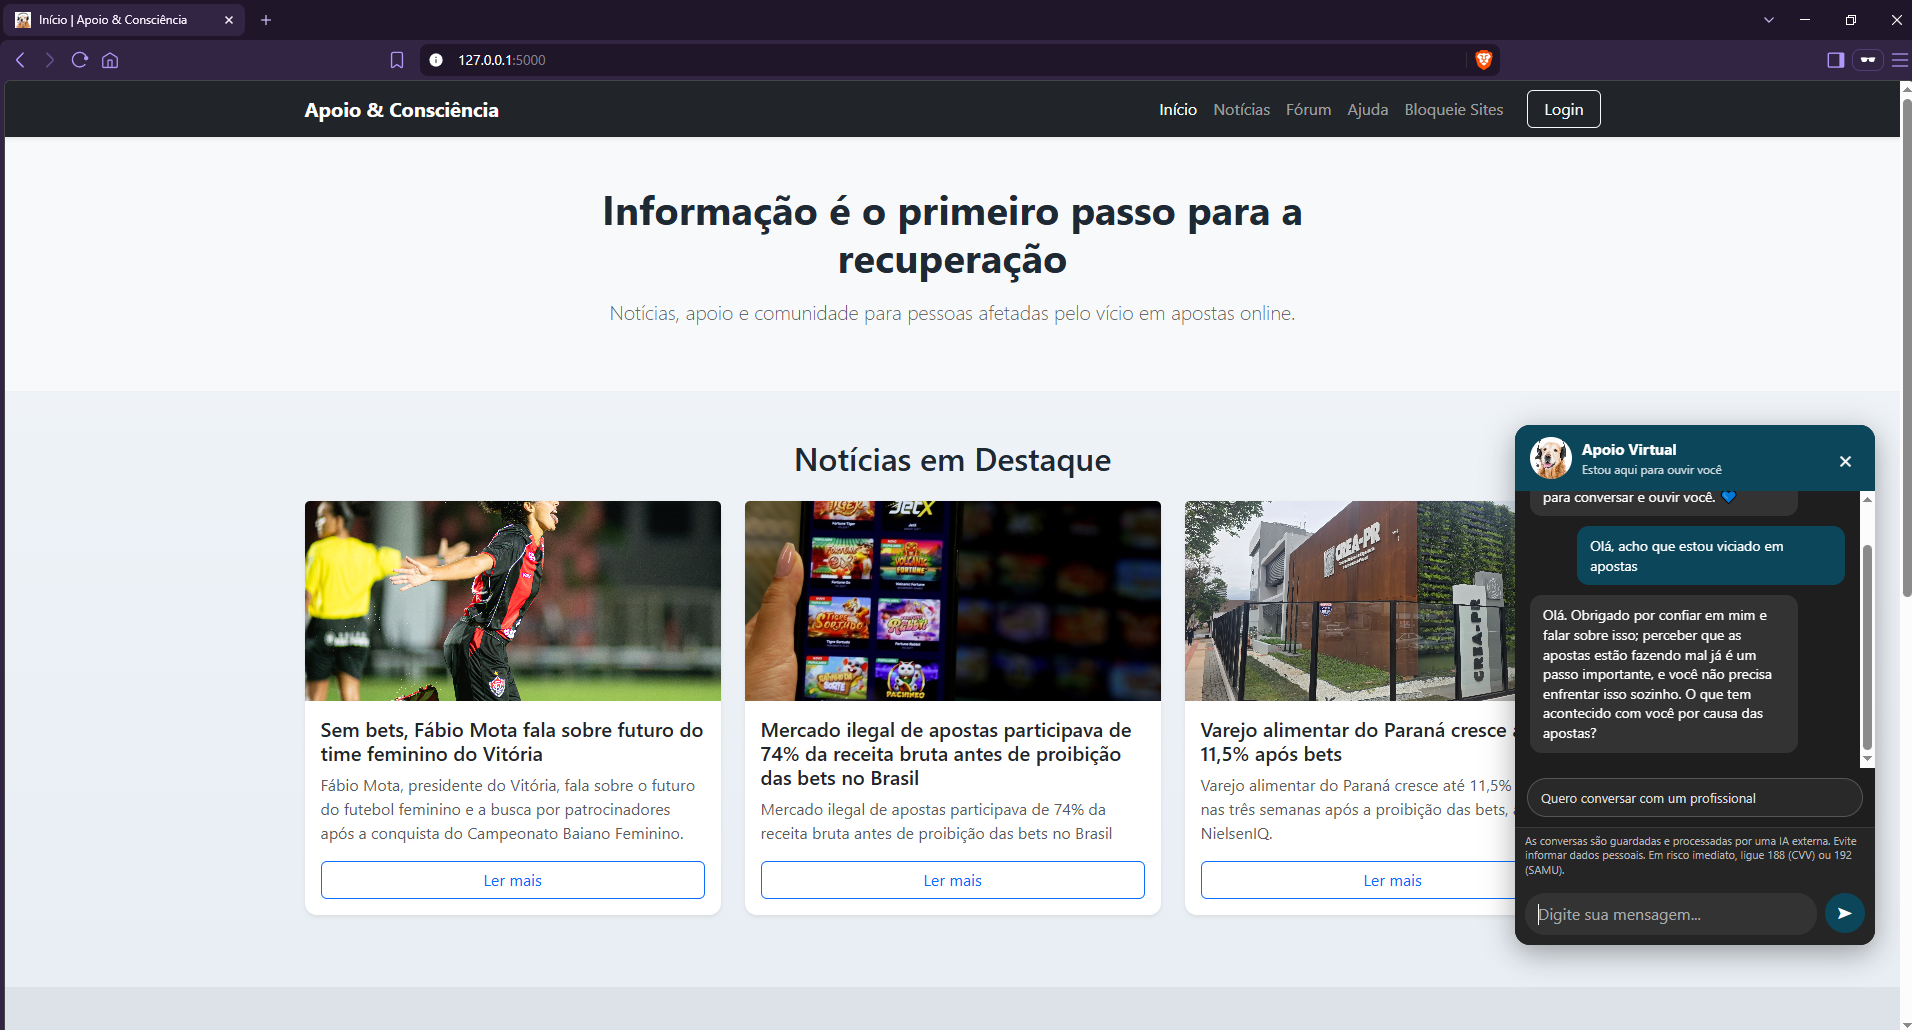 Início | Apoio & Consciência
127.0.0.1:5000
Apoio & Consciência
Início
Notícias
Fórum
Ajuda
Bloqueie Sites
Login
Informação é o primeiro passo para a
recuperação
Notícias, apoio e comunidade para pessoas afetadas pelo vício em apostas online.
Notícias em Destaque
JetX
CREA-PR
CREA-PR
Sem bets, Fábio Mota fala sobre futuro do
time feminino do Vitória
Fábio Mota, presidente do Vitória, fala sobre o futuro
do futebol feminino e a busca por patrocinadores
após a conquista do Campeonato Baiano Feminino.
Ler mais
Mercado ilegal de apostas participava de
74% da receita bruta antes de proibição
das bets no Brasil
Mercado ilegal de apostas participava de 74% da
receita bruta antes de proibição das bets no Brasil
Ler mais
Varejo alimentar do Paraná cresce
11,5% após bets
Varejo alimentar do Paraná cresce até 11,5%
nas três semanas após a proibição das bets,
NielsenIQ.
Ler mais
Apoio Virtual
Estou aqui para ouvir você
para conversar e ouvir você. 💙
Olá, acho que estou viciado em
apostas
Olá. Obrigado por confiar em mim e
falar sobre isso; perceber que as
apostas estão fazendo mal já é um
passo importante, e você não precisa
enfrentar isso sozinho. O que tem
acontecido com você por causa das
apostas?
Quero conversar com um profissional
As conversas são guardadas e processadas por uma IA externa. Evite
informar dados pessoais. Em risco imediato, ligue 188 (CVV) ou 192
(SAMU).
Digite sua mensagem...